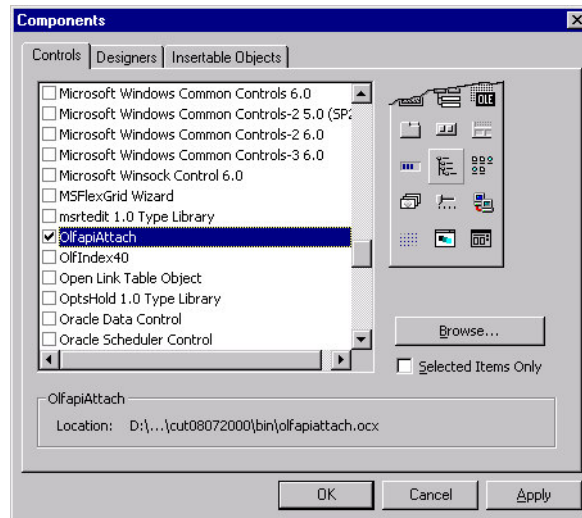 Components
Controls Designers Insertable Objects
Microsoft Windows Common Controls 6.0
Microsoft Windows Common Controls-2 5.0 (SP2
Microsoft Windows Common Controls-2 6.0
Microsoft Windows Common Controls-3 6.0
Microsoft Winsock Control 6.0
MSFlexGrid Wizard
msrtedit 1.0 Type Library
OlfapiAttach
OlfIndex40
Open Link Table Object
OptsHold 1.0 Type Library
Oracle Data Control
Oracle Scheduler Control
OLE
Browse...
Selected Items Only
OlfapiAttach
Location: D:\...\cut08072000\bin\olfapiattach.ocx
OK Cancel Apply